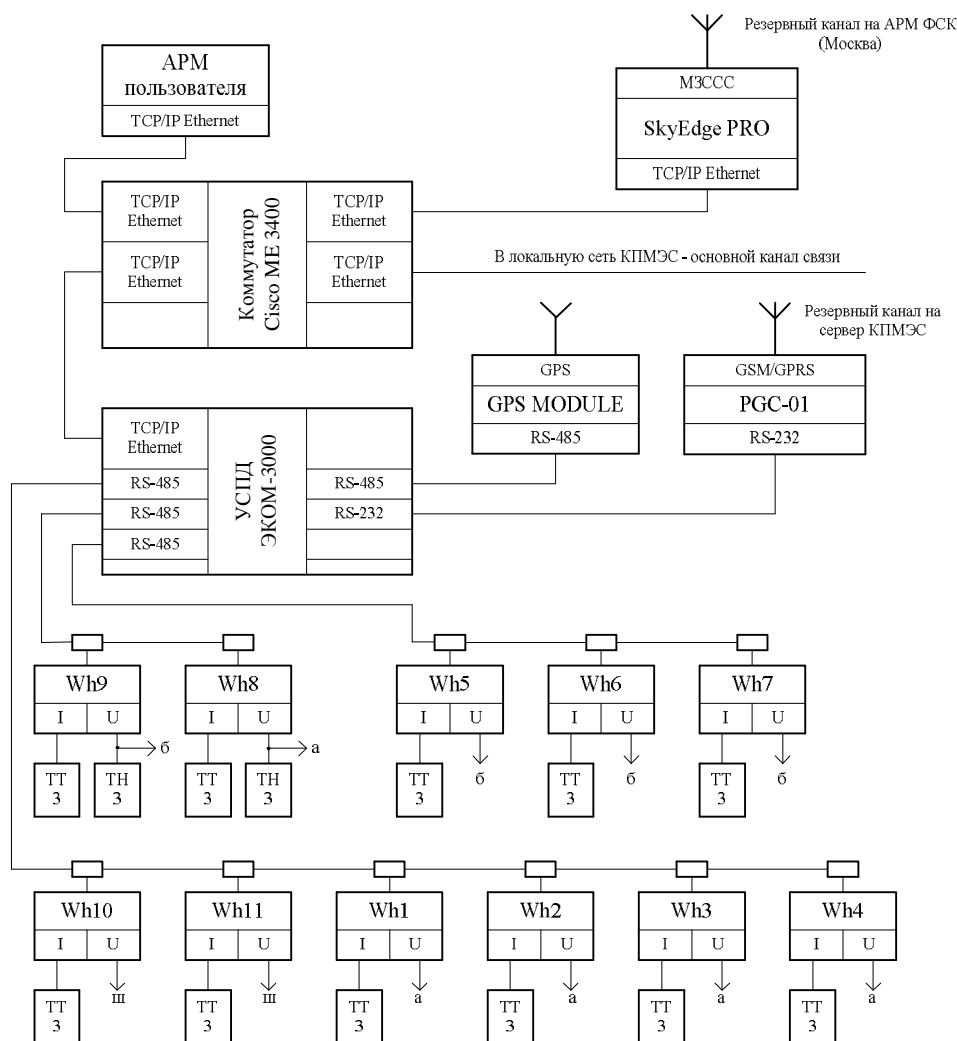 Резервный канал на АРМ ФСК
(Москва)
АРМ
пользователя
TCP/IP Ethernet
МЗССС
SkyEdge PRO
TCP/IP Ethernet
TCP/IP
Ethernet
TCP/IP
Ethernet
Коммутатор
Cisco ME 3400
TCP/IP
Ethernet
TCP/IP
Ethernet
В локальную сеть КПМЭС - основной канал связи
Резервный канал на
сервер КПМЭС
GPS
GPS MODULE
RS-485
GSM/GPRS
PGC-01
RS-232
TCP/IP
Ethernet
RS-485
RS-485
RS-485
УСПД
ЭКОМ-3000
RS-485
RS-232
Wh9
I U
б
ТТ
3
ТН
3
Wh8
I U
а
ТТ
3
ТН
3
Wh5
I U
б
ТТ
3
Wh6
I U
б
ТТ
3
Wh7
I U
б
ТТ
3
Wh10
I U
ш
ТТ
3
Wh11
I U
ш
ТТ
3
Wh1
I U
а
ТТ
3
Wh2
I U
а
ТТ
3
Wh3
I U
а
ТТ
3
Wh4
I U
а
ТТ
3